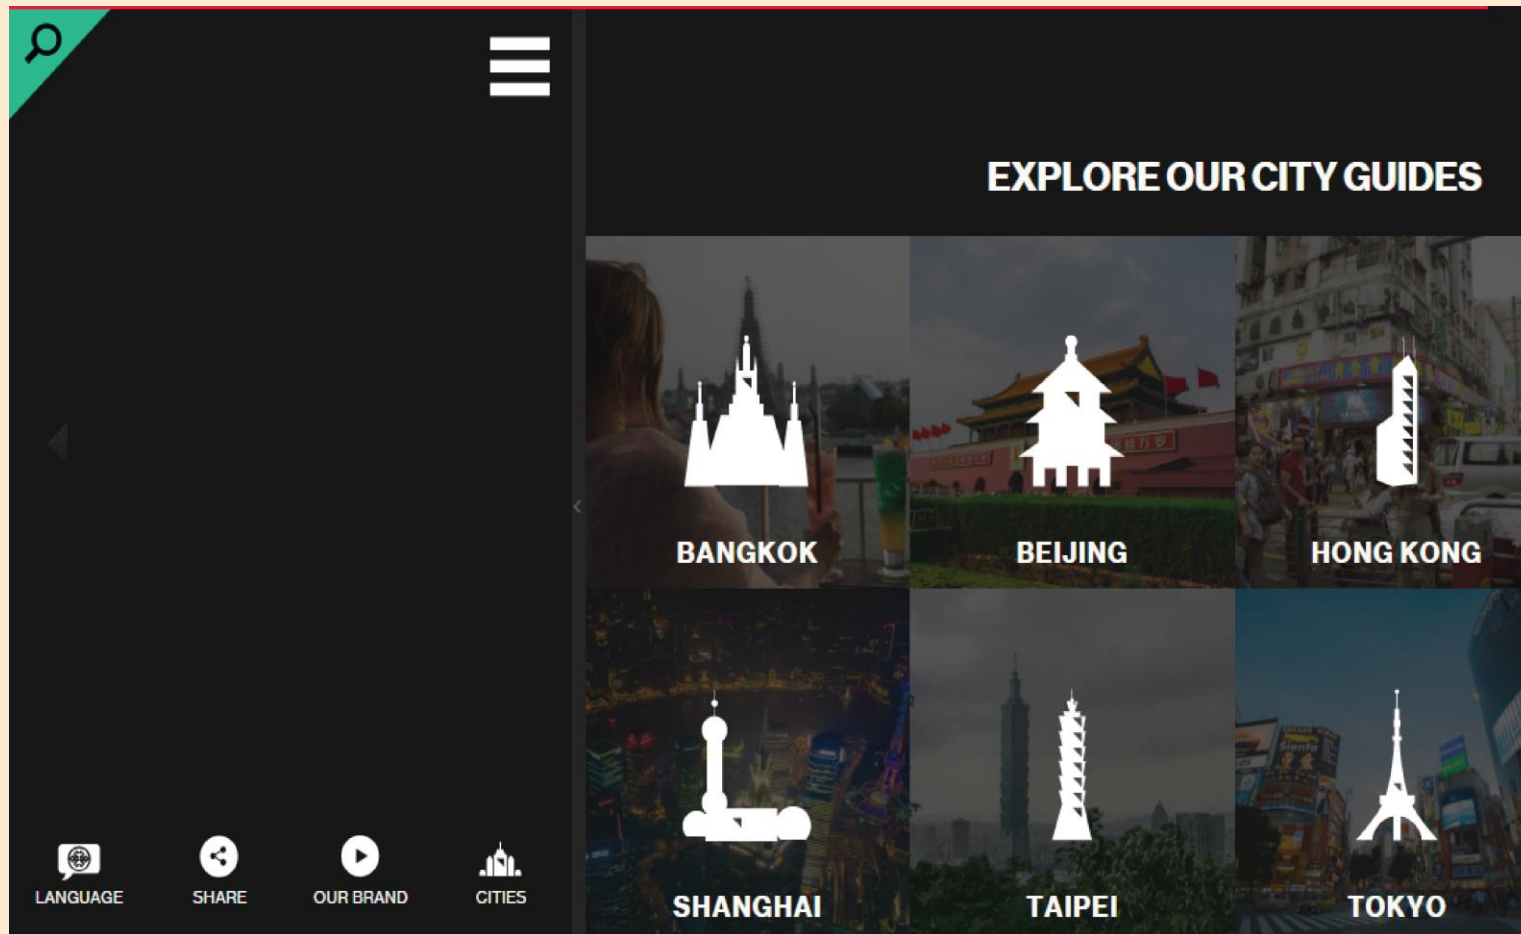 EXPLORE OUR CITY GUIDES
BANGKOK
BEIJING
HONG KONG
SHANGHAI
TAIPEI
TOKYO
LANGUAGE
SHARE
OUR BRAND
CITIES